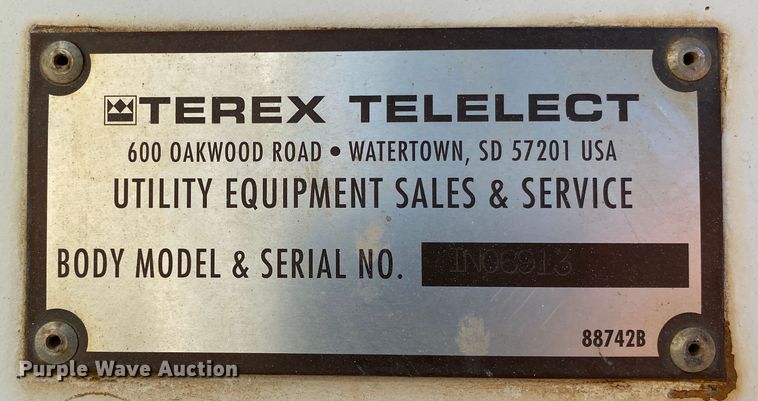 TEREX TELELECT
600 OAKWOOD ROAD • WATERTOWN, SD 57201 USA
UTILITY EQUIPMENT SALES & SERVICE
BODY MODEL & SERIAL NO. IN06913
88742B
Purple Wave Auction